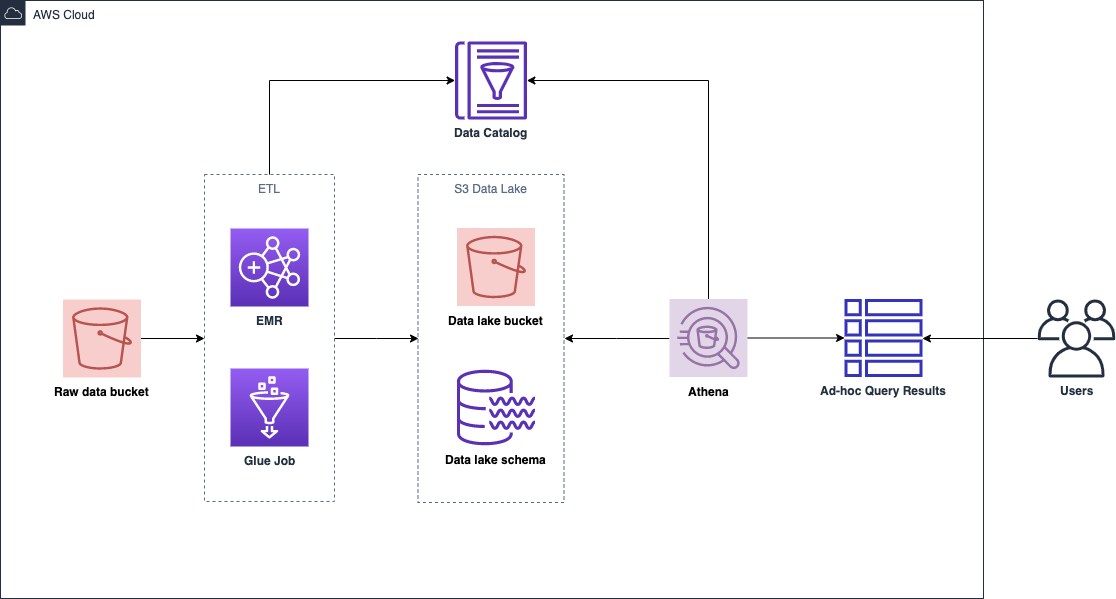 AWS Cloud
Data Catalog
ETL
S3 Data Lake
EMR
Data lake bucket
Raw data bucket
Athena
Ad-hoc Query Results
Users
Glue Job
Data lake schema